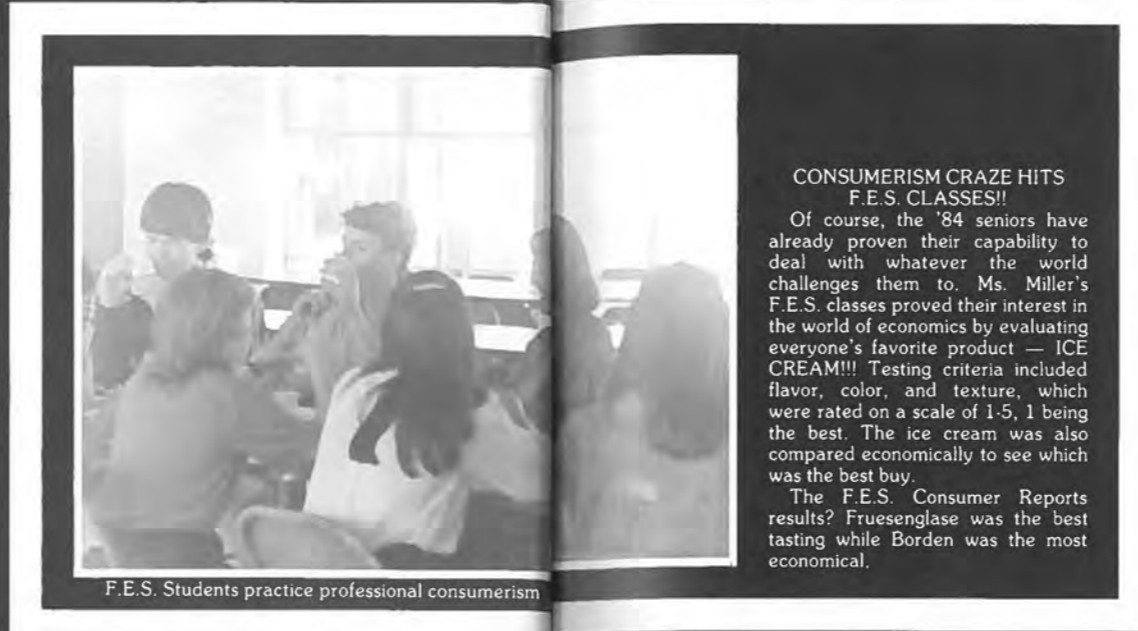 F.E.S. Students practice professional consumerism
CONSUMERISM CRAZE HITS
F.E.S. CLASSES!!
Of course, the '84 seniors have
already proven their capability to
deal with whatever the world
challenges them to. Ms. Miller's
F.E.S. classes proved their interest in
the world of economics by evaluating
everyone's favorite product — ICE
CREAM!!! Testing criteria included
flavor, color, and texture, which
were rated on a scale of 1-5, 1 being
the best. The ice cream was also
compared economically to see which
was the best buy.
The F.E.S. Consumer Reports
results? Fruesenglase was the best
tasting while Borden was the most
economical.